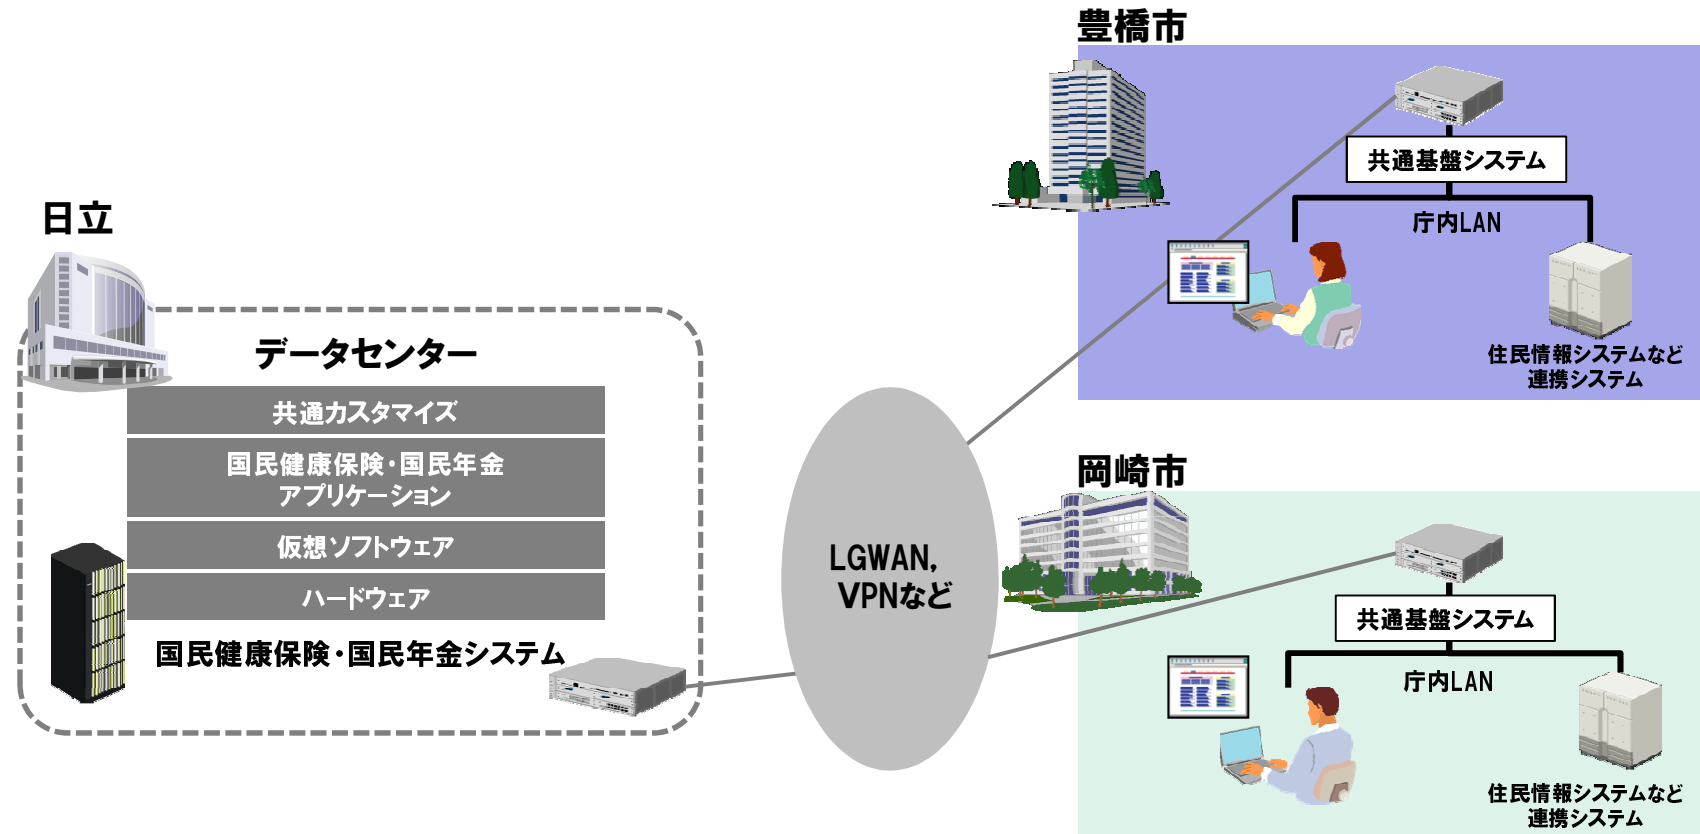 日立
データセンター
共通カスタマイズ
国民健康保険・国民年金
アプリケーション
仮想ソフトウェア
ハードウェア
国民健康保険・国民年金システム
LGWAN,
VPNなど
豊橋市
共通基盤システム
庁内LAN
住民情報システムなど
連携システム
岡崎市
共通基盤システム
庁内LAN
住民情報システムなど
連携システム